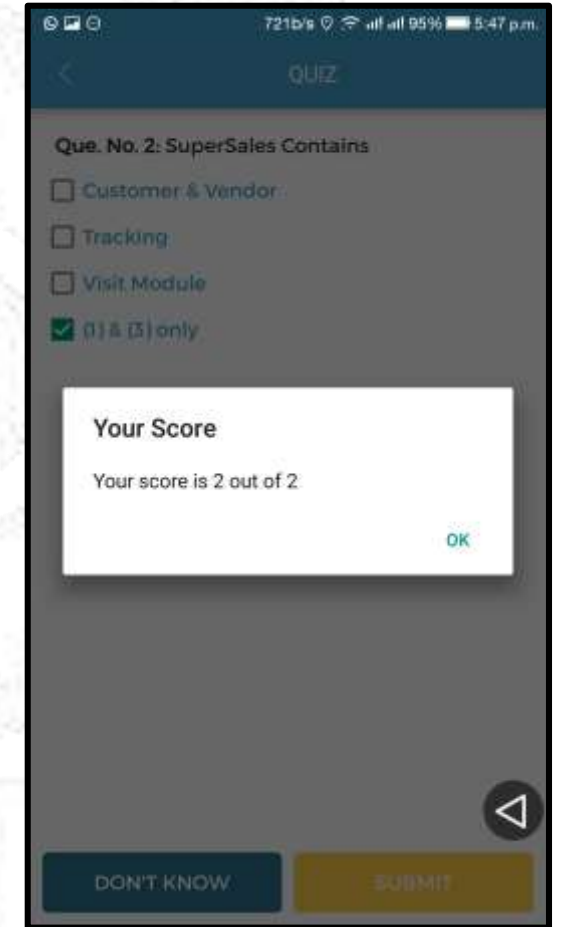 721b/s 95% 5:47 p.m.
QUIZ
Que. No. 2: SuperSales Contains
Customer & Vendor
Tracking
Visit Module
(1) & (3) only
Your Score
Your score is 2 out of 2
OK
DON'T KNOW
SUBMIT